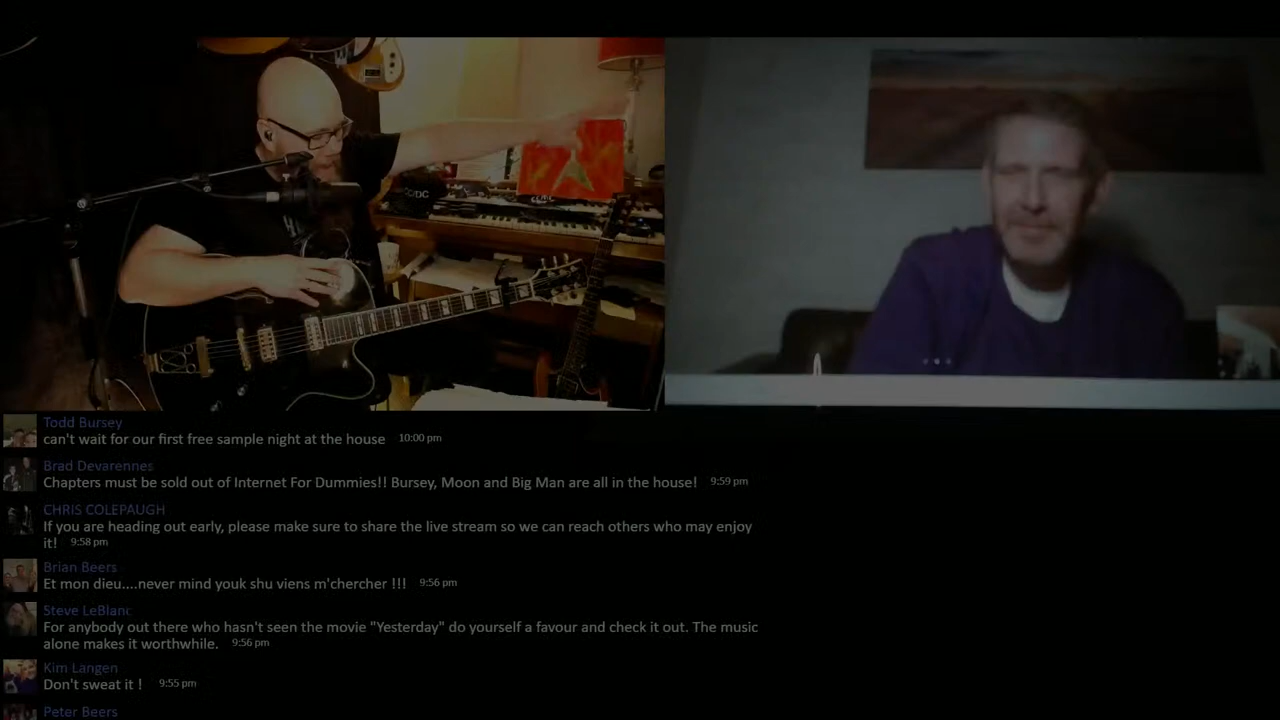 Todd Bursey
can't wait for our first free sample night at the house 10:00 pm
Brad Devarennes
Chapters must be sold out of Internet For Dummies!! Bursey, Moon and Big Man are all in the house! 9:59 pm
CHRIS COLEPAUGH
If you are heading out early, please make sure to share the live stream so we can reach others who may enjoy
it! 9:58 pm
Brian Beers
Et mon dieu....never mind youk shu viens m'chercher !!! 9:56 pm
Steve LeBlanc
For anybody out there who hasn't seen the movie "Yesterday" do yourself a favour and check it out. The music
alone makes it worthwhile. 9:56 pm
Kim Langen
Don't sweat it ! 9:55 pm
Peter Beers